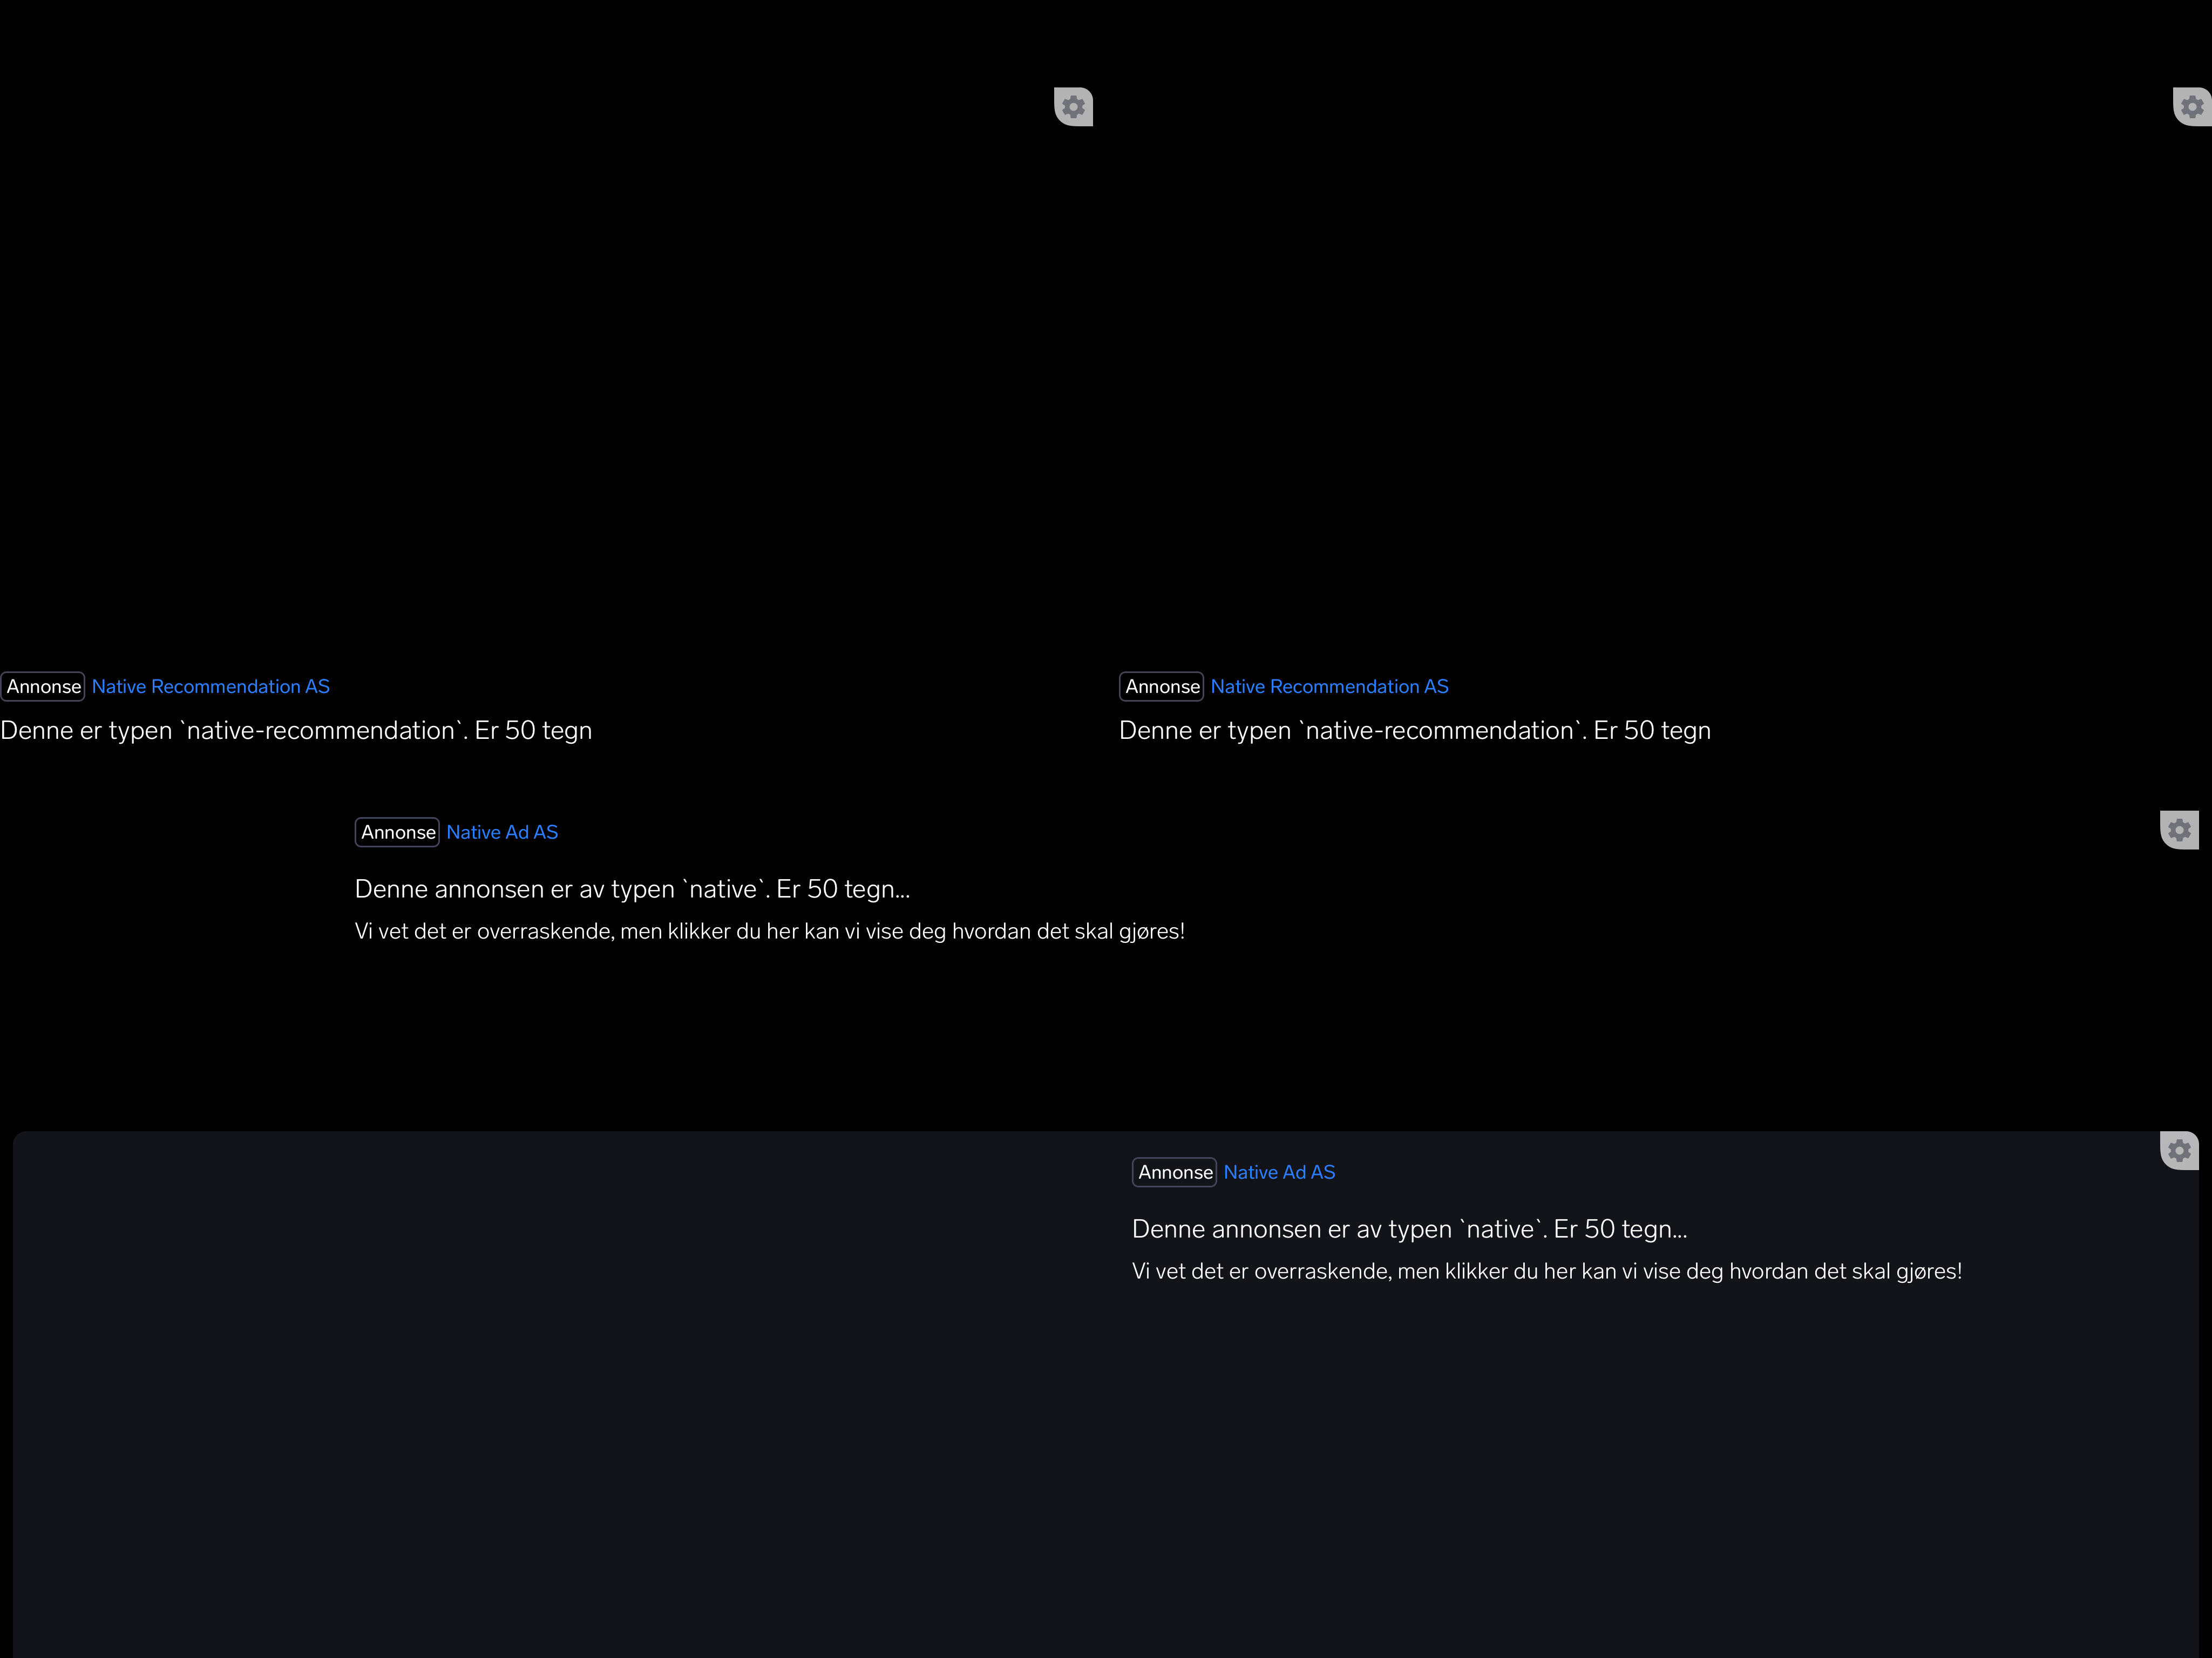 Annonse Native Recommendation AS
Denne er typen `native-recommendation`. Er 50 tegn
Annonse Native Recommendation AS
Denne er typen `native-recommendation`. Er 50 tegn
Annonse Native Ad AS
Denne annonsen er av typen `native`. Er 50 tegn...
Vi vet det er overraskende, men klikker du her kan vi vise deg hvordan det skal gjøres!
Annonse Native Ad AS
Denne annonsen er av typen `native`. Er 50 tegn...
Vi vet det er overraskende, men klikker du her kan vi vise deg hvordan det skal gjøres!